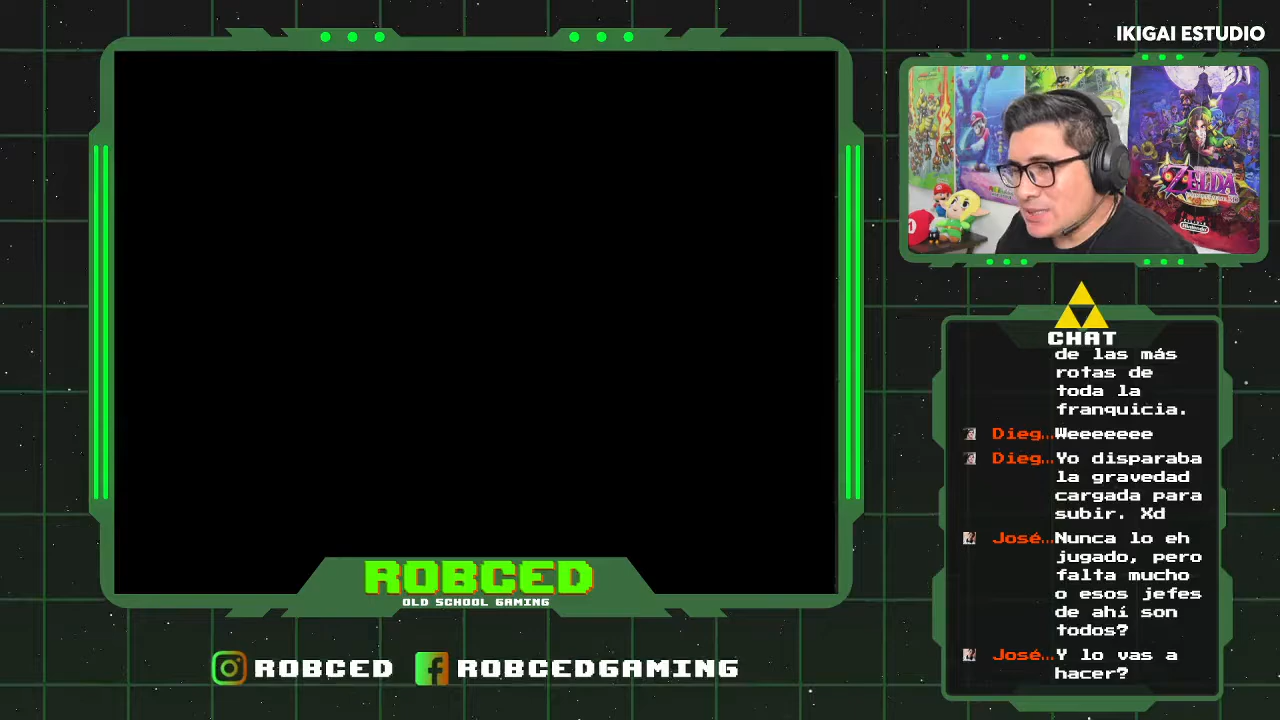 IKIGAI ESTUDIO
ZELDA
Nintendo
CHAT
de las más
rotas de
toda la
franquicia.
Dieg.. Weeeeeee
Dieg.. Yo disparaba
la gravedad
cargada para
subir. Xd
José.. Nunca lo eh
jugado, pero
falta mucho
o esos jefes
de ahí son
todos?
José.. Y lo vas a
hacer?
ROBCED
OLD SCHOOL GAMING
ROBCED
ROBCEDGAMING